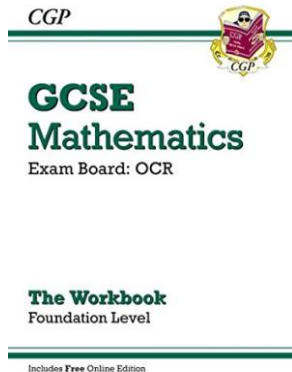 CGP
CGP
GCSE
Mathematics
Exam Board: OCR
The Workbook
Foundation Level
Includes Free Online Edition